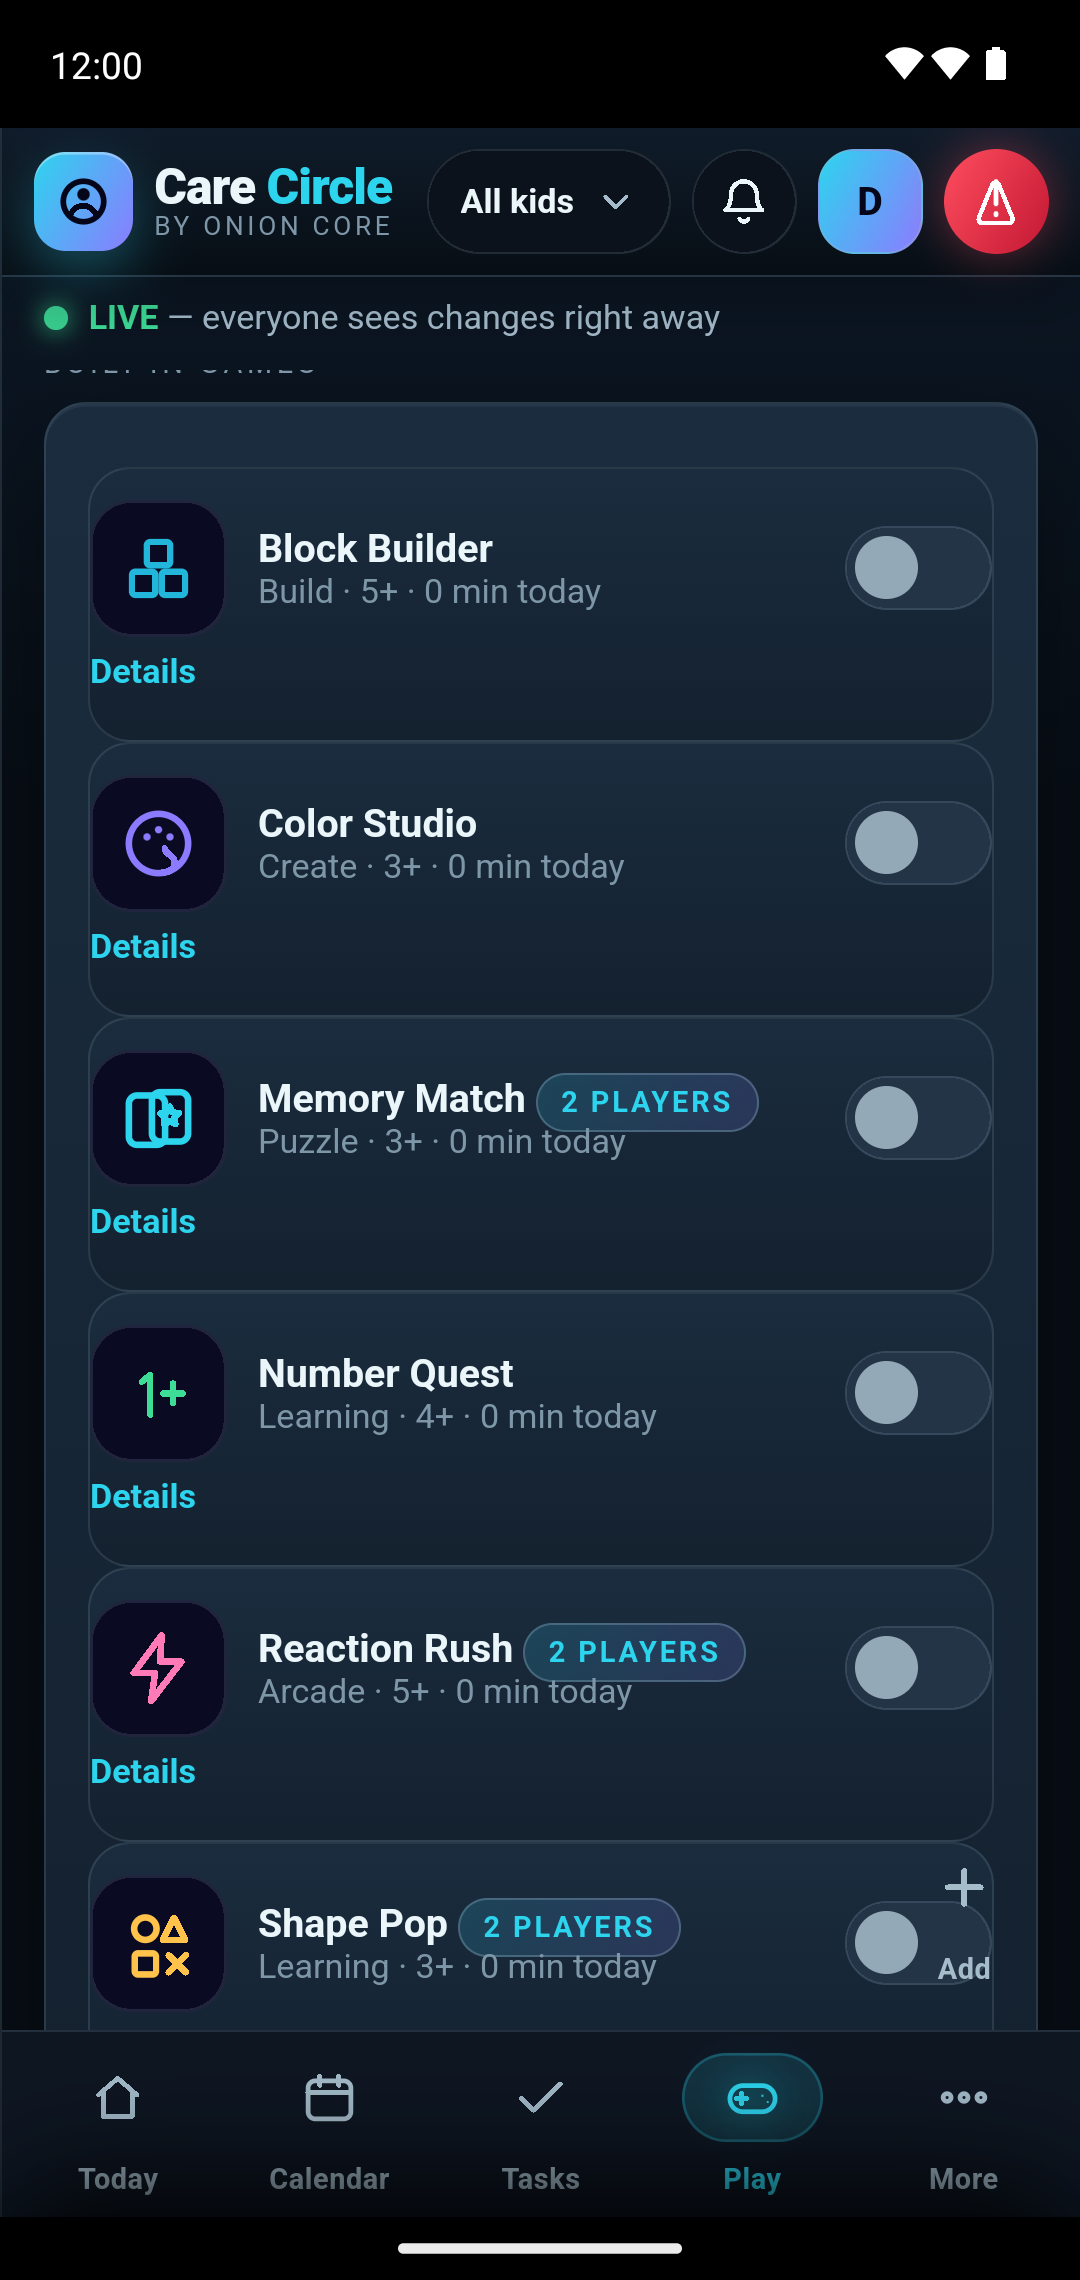 12:00
Care Circle
BY ONION CORE
All kids
D
LIVE — everyone sees changes right away
BUILT-IN GAMES
Block Builder
Build · 5+ · 0 min today
Details
Color Studio
Create · 3+ · 0 min today
Details
Memory Match 2 PLAYERS
Puzzle · 3+ · 0 min today
Details
Number Quest
Learning · 4+ · 0 min today
Details
Reaction Rush 2 PLAYERS
Arcade · 5+ · 0 min today
Details
Shape Pop 2 PLAYERS
Learning · 3+ · 0 min today
Add
Today
Calendar
Tasks
Play
More